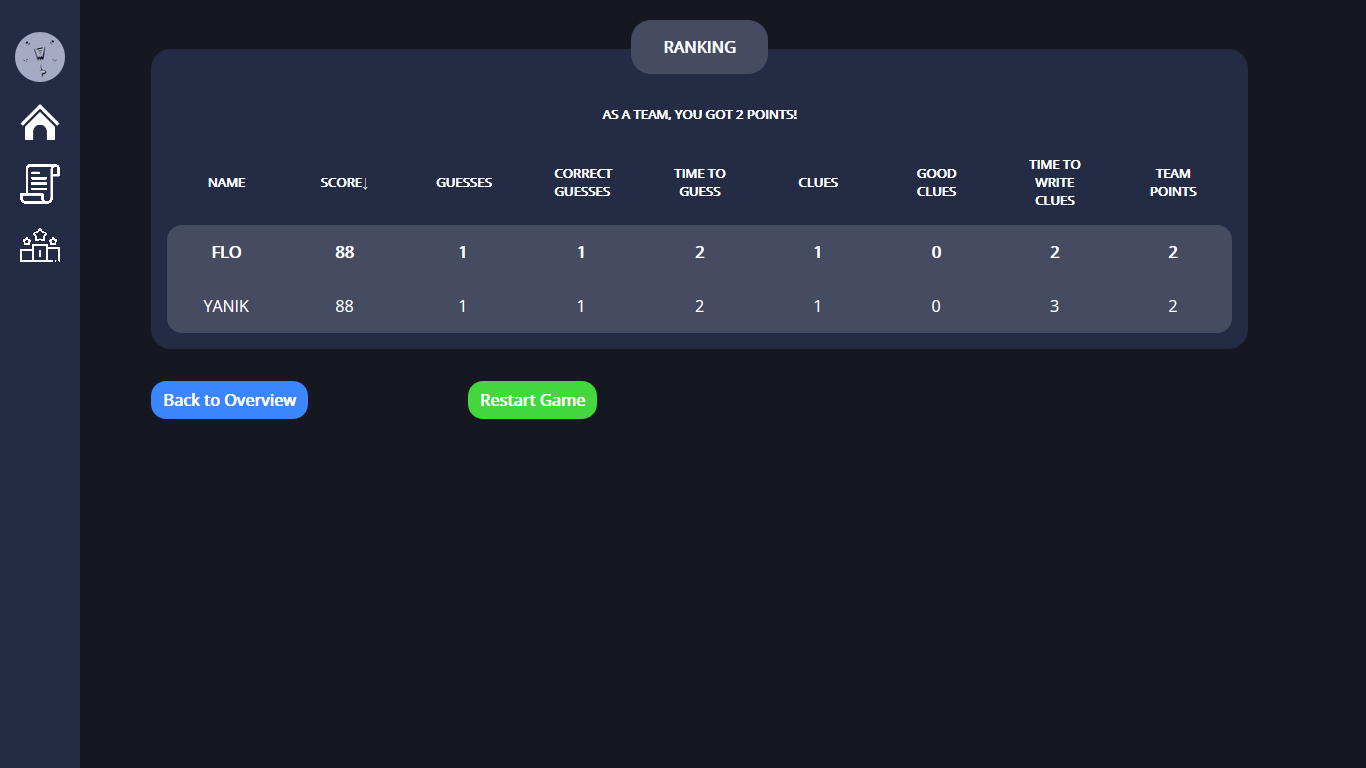 RANKING
AS A TEAM, YOU GOT 2 POINTS!
NAME SCORE↓ GUESSES CORRECT GUESSES TIME TO GUESS CLUES GOOD CLUES TIME TO WRITE CLUES TEAM POINTS
FLO 88 1 1 2 1 0 2 2
YANIK 88 1 1 2 1 0 3 2
Back to Overview Restart Game